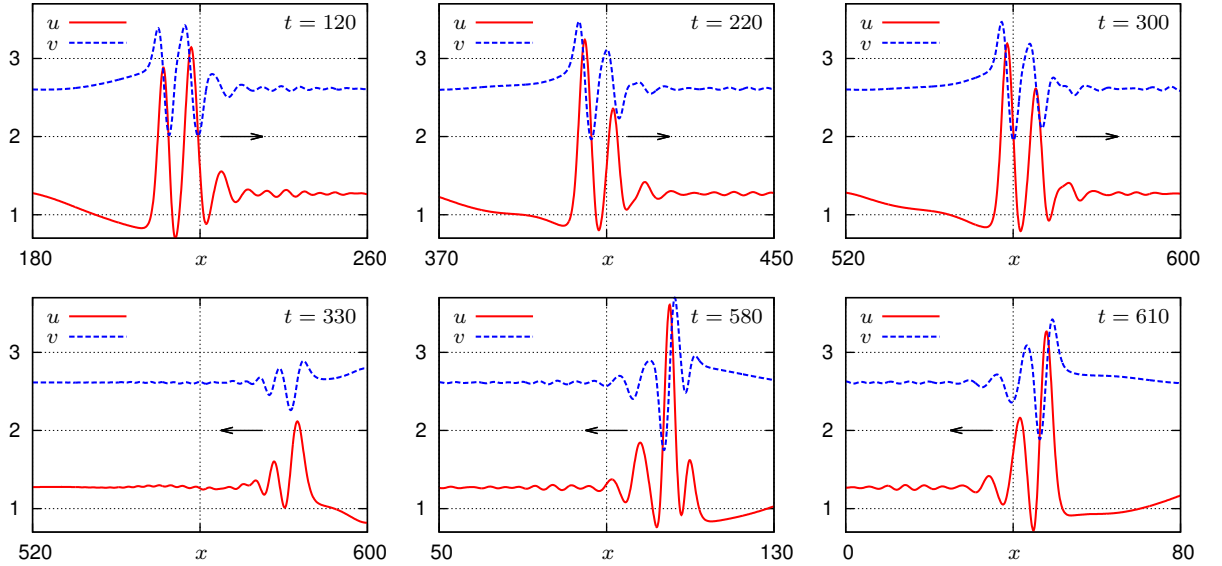 u t = 120
v
3
2
1
180 x 260
u t = 220
v
3
2
1
370 x 450
u t = 300
v
3
2
1
520 x 600
u t = 330
v
3
2
1
520 x 600
u t = 580
v
3
2
1
50 x 130
u t = 610
v
3
2
1
0 x 80